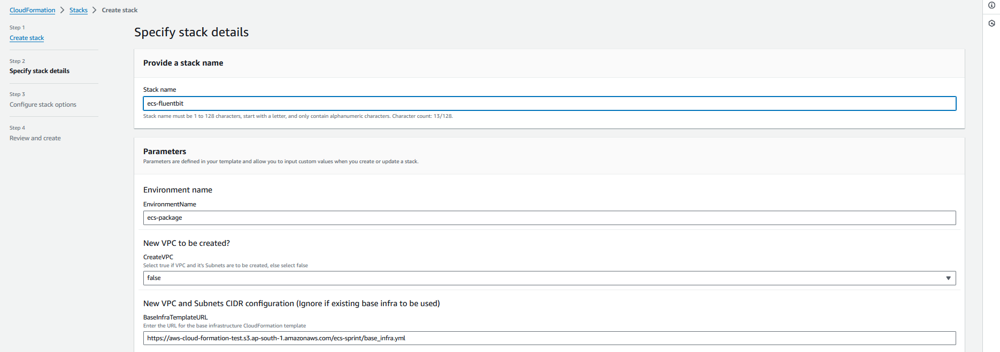 CloudFormation > Stacks > Create stack
Step 1
Create stack
Step 2
Specify stack details
Step 3
Configure stack options
Step 4
Review and create
Specify stack details
Provide a stack name
Stack name
ecs-fluentbit
Stack name must be 1 to 128 characters, start with a letter, and only contain alphanumeric characters. Character count: 13/128.
Parameters
Parameters are defined in your template and allow you to input custom values when you create or update a stack.
Environment name
EnvironmentName
ecs-package
New VPC to be created?
CreateVPC
Select true if VPC and it's Subnets are to be created, else select false
false
New VPC and Subnets CIDR configuration (Ignore if existing base infra to be used)
BaseInfraTemplateURL
Enter the URL for the base infrastructure CloudFormation template
https://aws-cloud-formation-test.s3.ap-south-1.amazonaws.com/ecs-sprint/base_infra.yml